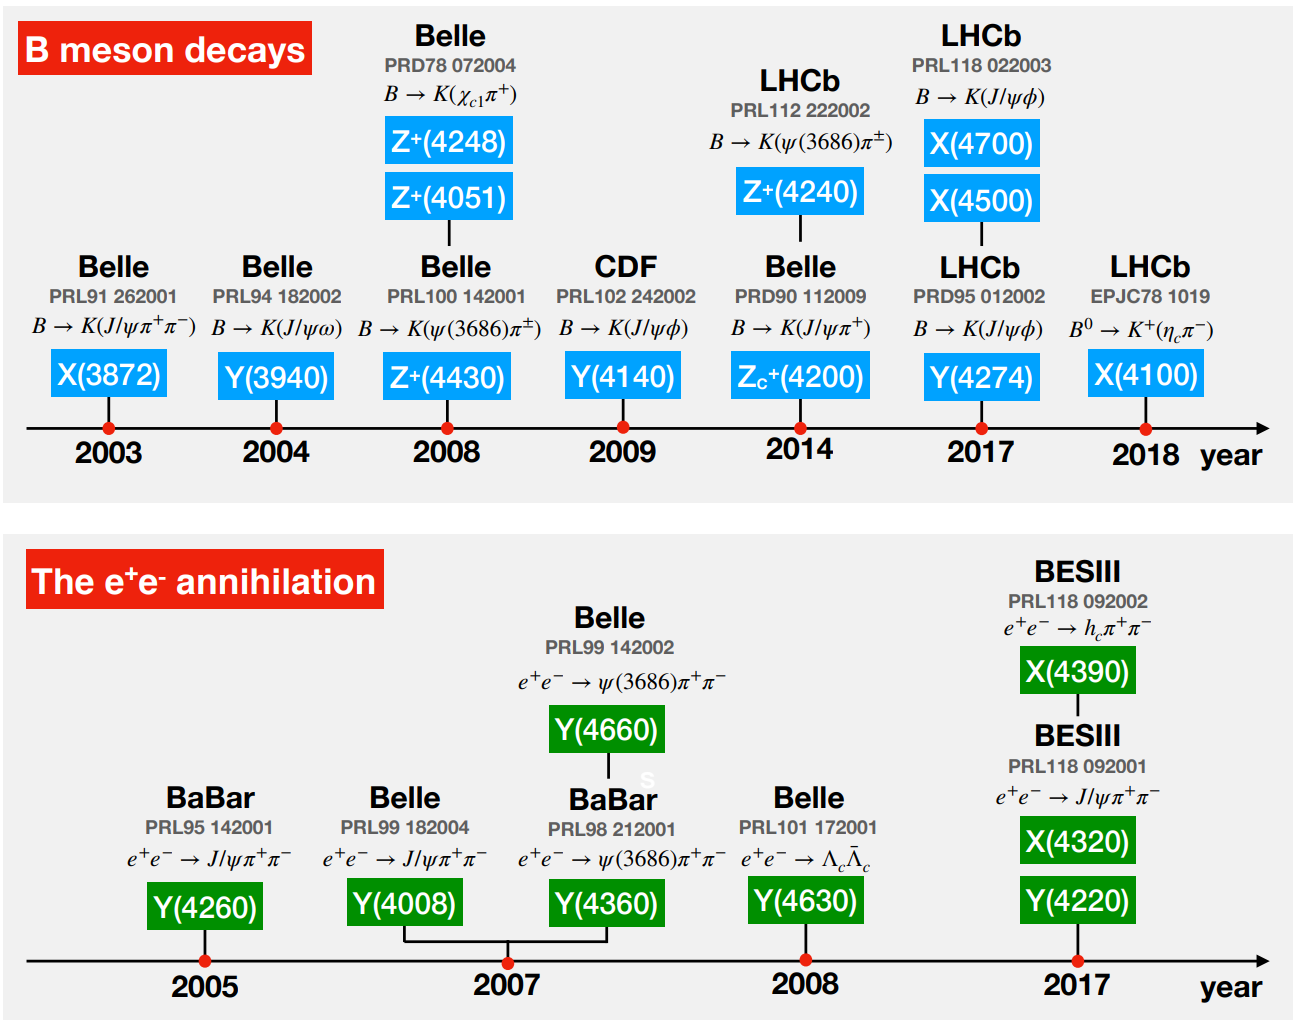 B meson decays
Belle
PRD78 072004
B → K(χc1π⁺)
Z⁺(4248)
Z⁺(4051)
LHCb
PRL112 222002
B → K(ψ(3686)π±)
Z⁺(4240)
LHCb
PRL118 022003
B → K(J/ψϕ)
X(4700)
X(4500)
Belle
PRL91 262001
B → K(J/ψπ⁺π⁻)
X(3872)
Belle
PRL94 182002
B → K(J/ψω)
Y(3940)
Belle
PRL100 142001
B → K(ψ(3686)π±)
Z⁺(4430)
CDF
PRL102 242002
B → K(J/ψϕ)
Y(4140)
Belle
PRD90 112009
B → K(J/ψπ⁺)
Zc⁺(4200)
LHCb
PRD95 012002
B → K(J/ψϕ)
Y(4274)
LHCb
EPJC78 1019
B⁰ → K⁺(ηcπ⁻)
X(4100)
2003 2004 2008 2009 2014 2017 2018 year
The e⁺e⁻ annihilation
Belle
PRL99 142002
e⁺e⁻ → ψ(3686)π⁺π⁻
Y(4660)
s
BESIII
PRL118 092002
e⁺e⁻ → hcπ⁺π⁻
X(4390)
BESIII
PRL118 092001
e⁺e⁻ → J/ψπ⁺π⁻
X(4320)
Y(4220)
BaBar
PRL95 142001
e⁺e⁻ → J/ψπ⁺π⁻
Y(4260)
Belle
PRL99 182004
e⁺e⁻ → J/ψπ⁺π⁻
Y(4008)
BaBar
PRL98 212001
e⁺e⁻ → ψ(3686)π⁺π⁻
Y(4360)
Belle
PRL101 172001
e⁺e⁻ → ΛcΛ̄c
Y(4630)
2005 2007 2008 2017 year